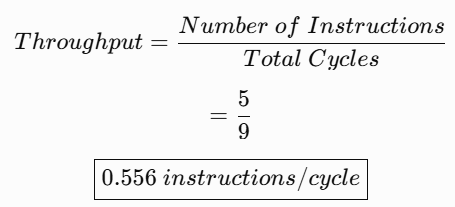 Throughput = Number of Instructions / Total Cycles
= 5/9
0.556 instructions/cycle